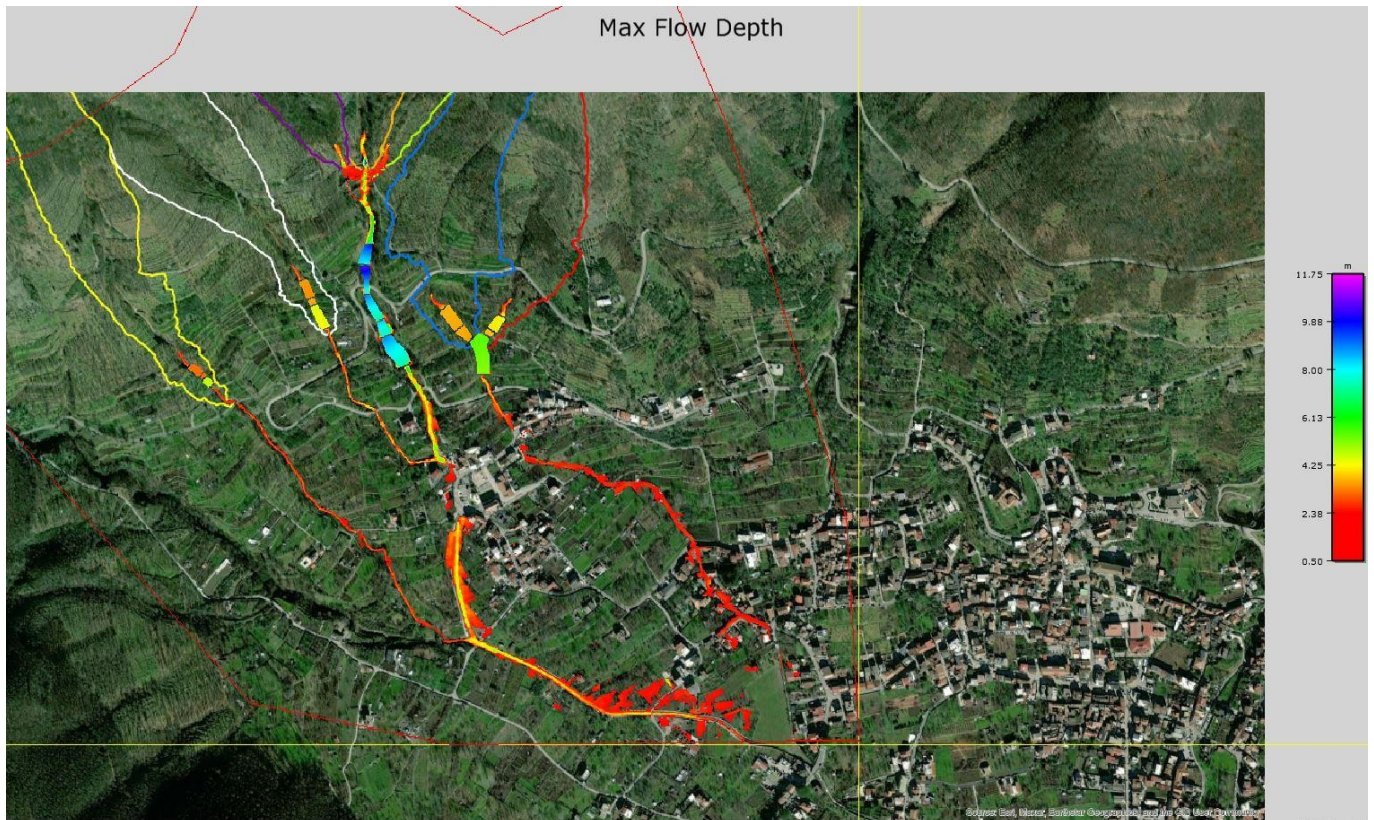 Max Flow Depth
m
11.75
9.88
8.00
6.13
4.25
2.38
0.50
Sources: Esri, Maxar, Earthstar Geographics, and the GIS User Community